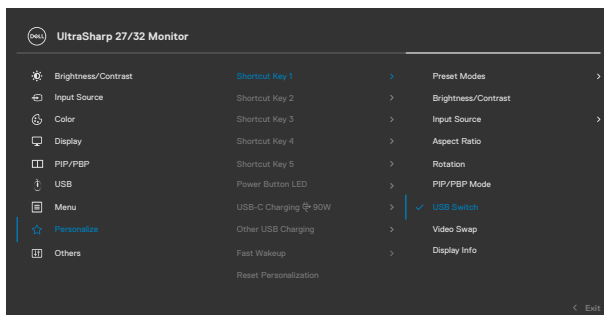 DELL UltraSharp 27/32 Monitor
Brightness/Contrast
Input Source
Color
Display
PIP/PBP
USB
Menu
Personalize
Others
Shortcut Key 1
Shortcut Key 2
Shortcut Key 3
Shortcut Key 4
Shortcut Key 5
Power Button LED
USB-C Charging 90W
Other USB Charging
Fast Wakeup
Reset Personalization
Preset Modes
Brightness/Contrast
Input Source
Aspect Ratio
Rotation
PIP/PBP Mode
USB Switch
Video Swap
Display Info
Exit